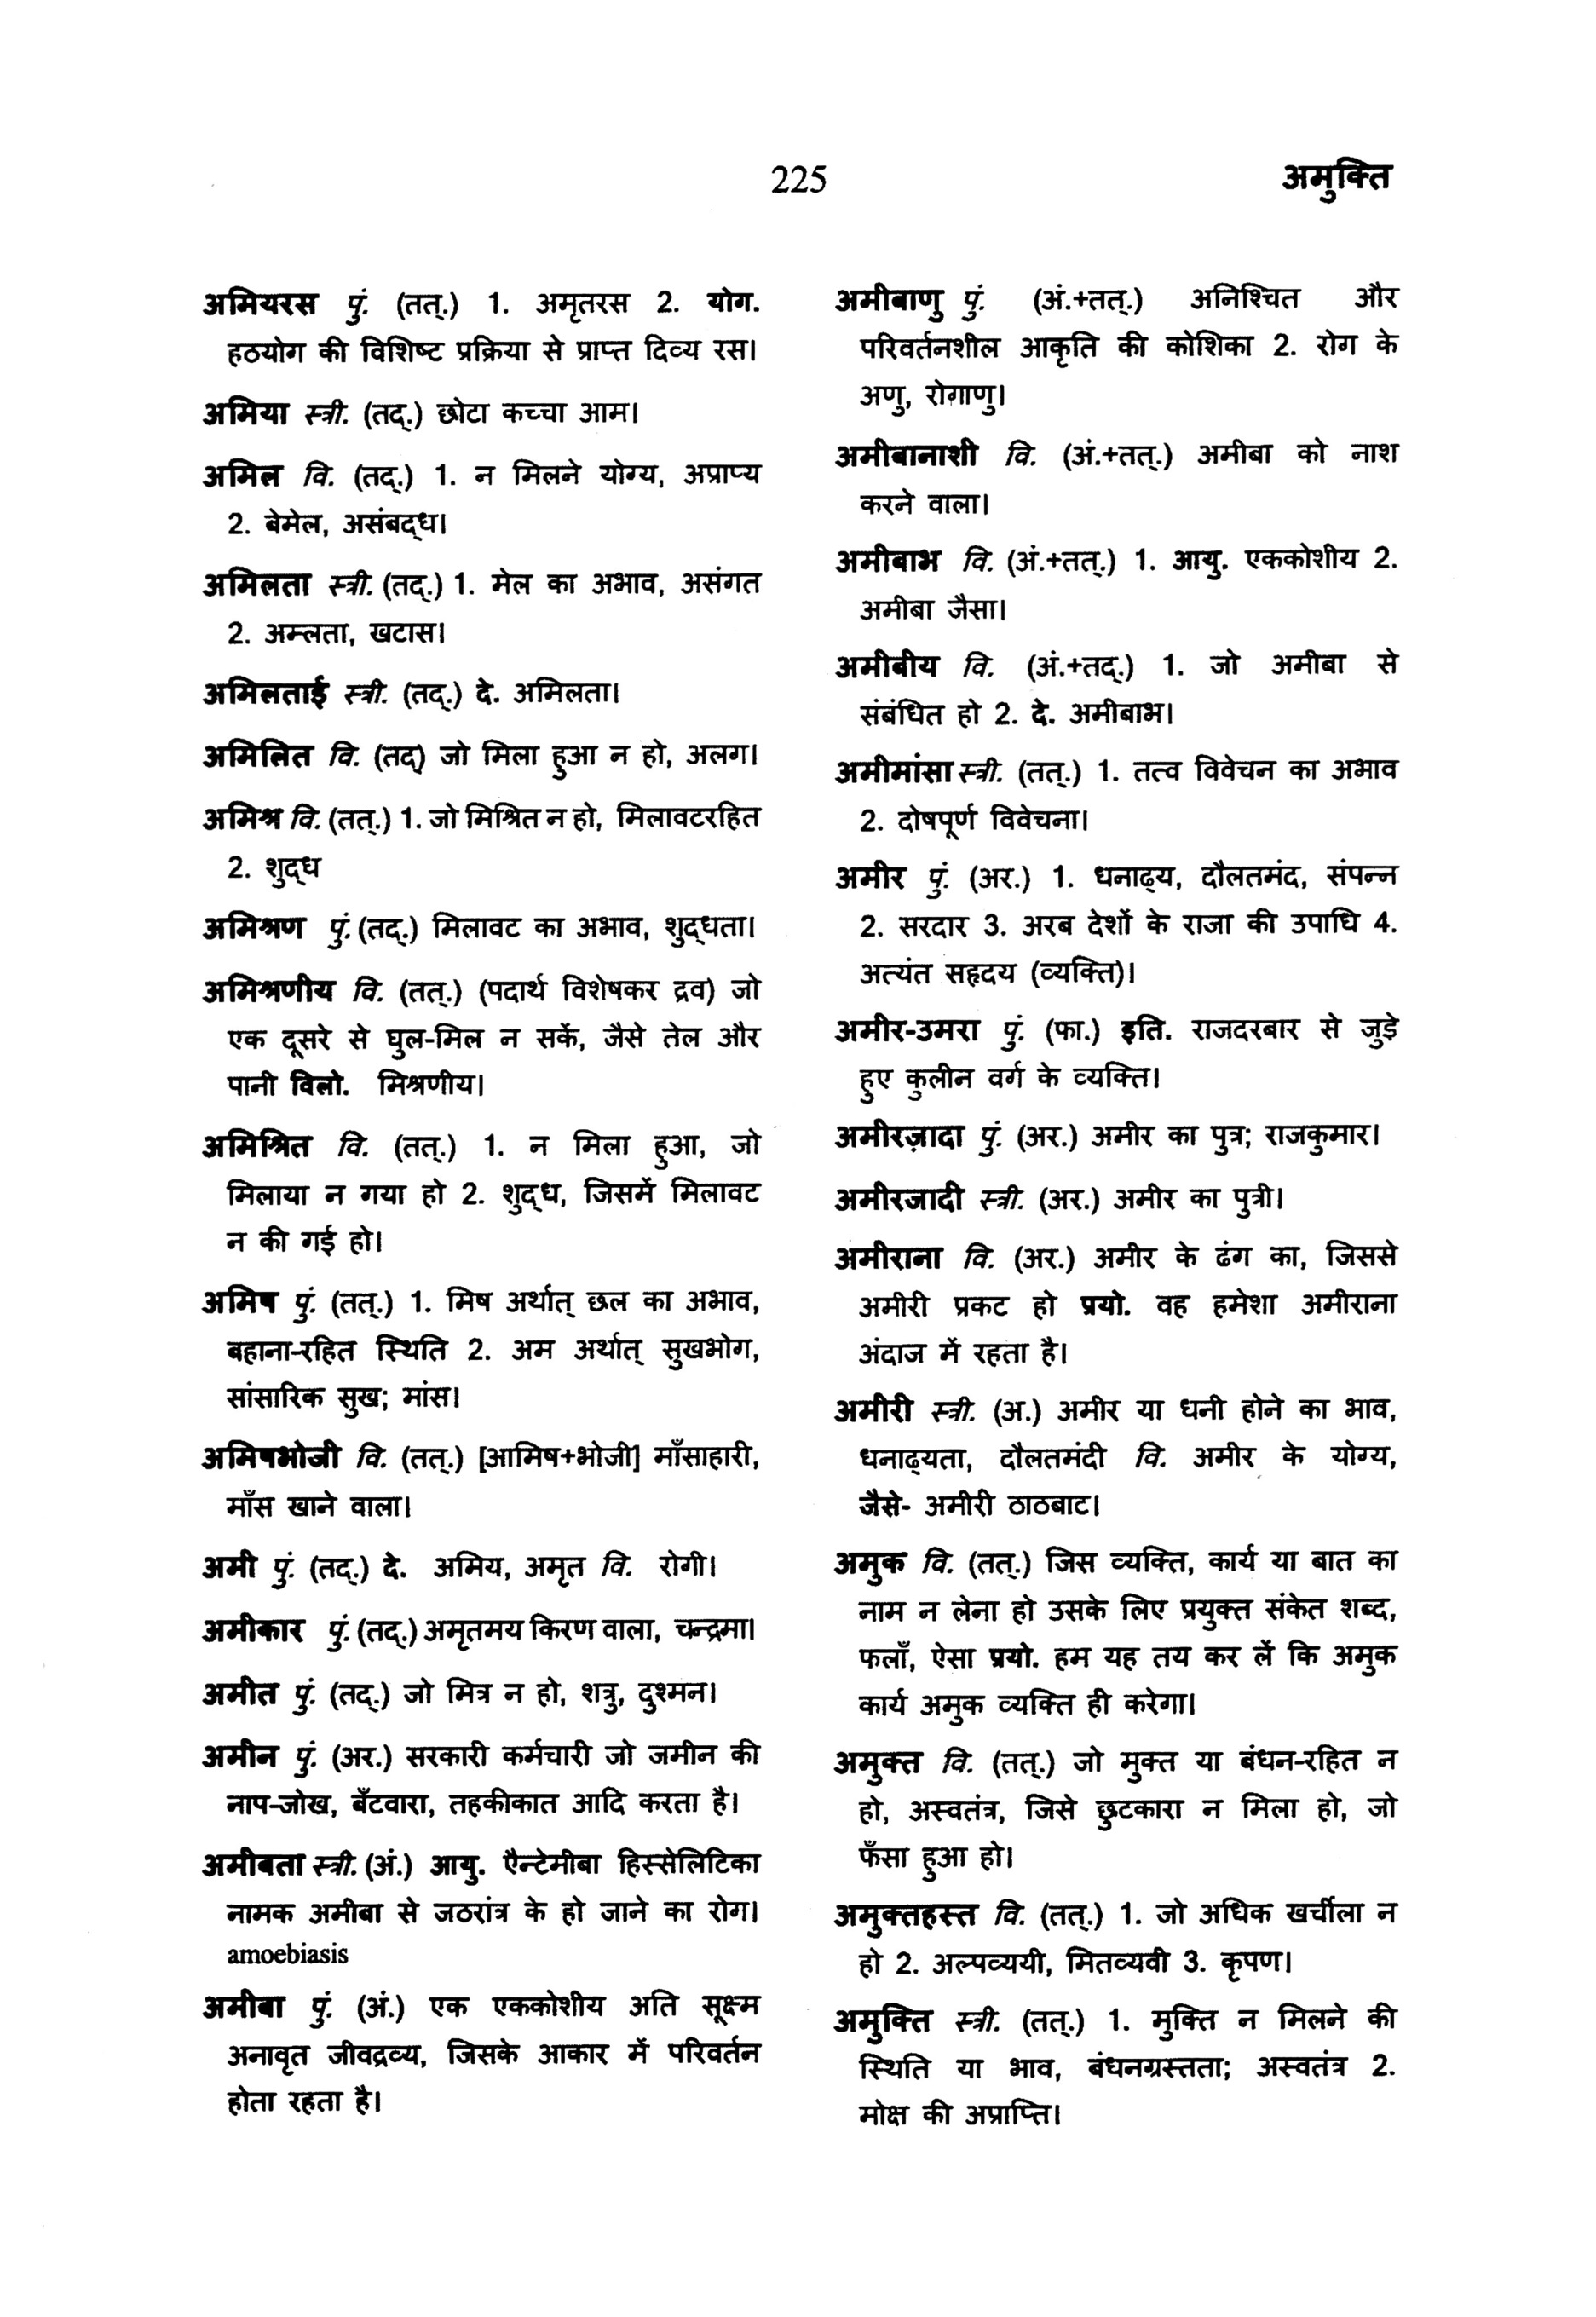 225
अमुक्ति
अमियरस पुं. (तत्.) 1. अमृतरस 2. योग.
हठयोग की विशिष्ट प्रक्रिया से प्राप्त दिव्य रस।
अमिया स्त्री. (तद्.) छोटा कच्चा आम।
अमिल वि. (तद्.) 1. न मिलने योग्य, अप्राप्य
2. बेमेल, असंबद्ध।
अमिलता स्त्री. (तद्.) 1. मेल का अभाव, असंगत
2. अम्लता, खटास।
अमिलताई स्त्री. (तद्.) दे. अमिलता।
अमिलित वि. (तद्) जो मिला हुआ न हो, अलग।
अमिश्र वि. (तत्.) 1. जो मिश्रित न हो, मिलावटरहित
2. शुद्ध
अमिश्रण पुं. (तद्.) मिलावट का अभाव, शुद्धता।
अमिश्रणीय वि. (तत्.) (पदार्थ विशेषकर द्रव) जो
एक दूसरे से घुल-मिल न सकें, जैसे तेल और
पानी विलो. मिश्रणीय।
अमिश्रित वि. (तत्.) 1. न मिला हुआ, जो
मिलाया न गया हो 2. शुद्ध, जिसमें मिलावट
न की गई हो।
अमिष पुं. (तत्.) 1. मिष अर्थात् छल का अभाव,
बहाना-रहित स्थिति 2. अम अर्थात् सुखभोग,
सांसारिक सुख; मांस।
अमिषभोजी वि. (तत्.) [आमिष+भोजी] माँसाहारी,
माँस खाने वाला।
अमी पुं. (तद्.) दे. अमिय, अमृत वि. रोगी।
अमीकार पुं. (तद्.) अमृतमय किरण वाला, चन्द्रमा।
अमीत पुं. (तद्.) जो मित्र न हो, शत्रु, दुश्मन।
अमीन पुं. (अर.) सरकारी कर्मचारी जो जमीन की
नाप-जोख, बँटवारा, तहकीकात आदि करता है।
अमीबता स्त्री. (अं.) आयु. एैन्टेमीबा हिस्सेलिटिका
नामक अमीबा से जठरांत्र के हो जाने का रोग।
amoebiasis
अमीबा पुं. (अं.) एक एककोशीय अति सूक्ष्म
अनावृत जीवद्रव्य, जिसके आकार में परिवर्तन
होता रहता है।
अमीबाणु पुं. (अं.+तत्.) अनिश्चित और
परिवर्तनशील आकृति की कोशिका 2. रोग के
अणु, रोगाणु।
अमीबानाशी वि. (अं.+तत्.) अमीबा को नाश
करने वाला।
अमीबाभ वि. (अं.+तत्.) 1. आयु. एककोशीय 2.
अमीबा जैसा।
अमीबीय वि. (अं.+तद्.) 1. जो अमीबा से
संबंधित हो 2. दे. अमीबाभ।
अमीमांसा स्त्री. (तत्.) 1. तत्व विवेचन का अभाव
2. दोषपूर्ण विवेचना।
अमीर पुं. (अर.) 1. धनाढ्य, दौलतमंद, संपन्न
2. सरदार 3. अरब देशों के राजा की उपाधि 4.
अत्यंत सहृदय (व्यक्ति)।
अमीर-उमरा पुं. (फा.) इति. राजदरबार से जुड़े
हुए कुलीन वर्ग के व्यक्ति।
अमीरज़ादा पुं. (अर.) अमीर का पुत्र; राजकुमार।
अमीरजादी स्त्री. (अर.) अमीर का पुत्री।
अमीराना वि. (अर.) अमीर के ढंग का, जिससे
अमीरी प्रकट हो प्रयो. वह हमेशा अमीराना
अंदाज में रहता है।
अमीरी स्त्री. (अ.) अमीर या धनी होने का भाव,
धनाढ्यता, दौलतमंदी वि. अमीर के योग्य,
जैसे- अमीरी ठाठबाट।
अमुक वि. (तत्.) जिस व्यक्ति, कार्य या बात का
नाम न लेना हो उसके लिए प्रयुक्त संकेत शब्द,
फलाँ, ऐसा प्रयो. हम यह तय कर लें कि अमुक
कार्य अमुक व्यक्ति ही करेगा।
अमुक्त वि. (तत्.) जो मुक्त या बंधन-रहित न
हो, अस्वतंत्र, जिसे छुटकारा न मिला हो, जो
फँसा हुआ हो।
अमुक्तहस्त वि. (तत्.) 1. जो अधिक खर्चीला न
हो 2. अल्पव्ययी, मितव्यवी 3. कृपण।
अमुक्ति स्त्री. (तत्.) 1. मुक्ति न मिलने की
स्थिति या भाव, बंधनग्रस्तता; अस्वतंत्र 2.
मोक्ष की अप्राप्ति।